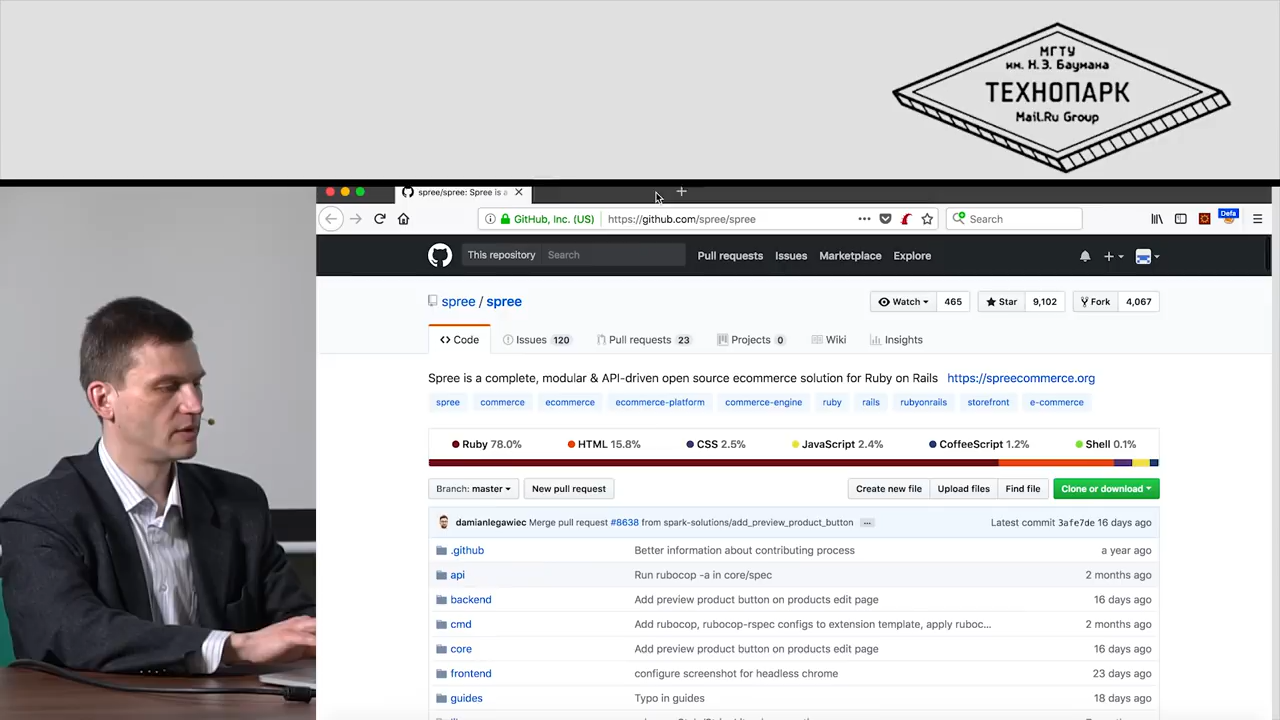 МГТУ
им. Н.Э. Баумана
ТЕХНОПАРК
Mail.Ru Group
spree/spree: Spree is a
GitHub, Inc. (US) https://github.com/spree/spree Search Defa
This repository Search Pull requests Issues Marketplace Explore
spree / spree Watch 465 Star 9,102 Fork 4,067
Code Issues 120 Pull requests 23 Projects 0 Wiki Insights
Spree is a complete, modular & API-driven open source ecommerce solution for Ruby on Rails https://spreecommerce.org
spree commerce ecommerce ecommerce-platform commerce-engine ruby rails rubyonrails storefront e-commerce
Ruby 78.0% HTML 15.8% CSS 2.5% JavaScript 2.4% CoffeeScript 1.2% Shell 0.1%
Branch: master New pull request Create new file Upload files Find file Clone or download
damianlegawiec Merge pull request #8638 from spark-solutions/add_preview_product_button ... Latest commit 3afe7de 16 days ago
.github Better information about contributing process a year ago
api Run rubocop -a in core/spec 2 months ago
backend Add preview product button on products edit page 16 days ago
cmd Add rubocop, rubocop-rspec configs to extension template, apply ruboc... 2 months ago
core Add preview product button on products edit page 16 days ago
frontend configure screenshot for headless chrome 23 days ago
guides Typo in guides 18 days ago